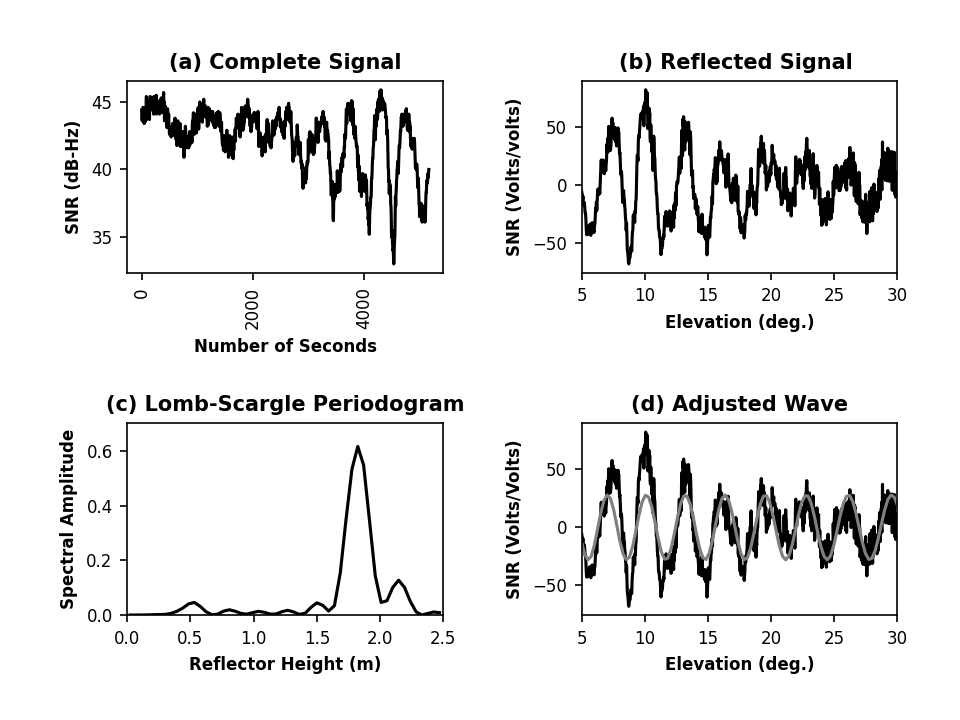 (a) Complete Signal
SNR (dB-Hz)
45
40
35
0
2000
4000
Number of Seconds
(b) Reflected Signal
SNR (Volts/volts)
50
0
−50
5
10
15
20
25
30
Elevation (deg.)
(c) Lomb-Scargle Periodogram
Spectral Amplitude
0.6
0.4
0.2
0.0
0.0
0.5
1.0
1.5
2.0
2.5
Reflector Height (m)
(d) Adjusted Wave
SNR (Volts/Volts)
50
0
−50
5
10
15
20
25
30
Elevation (deg.)